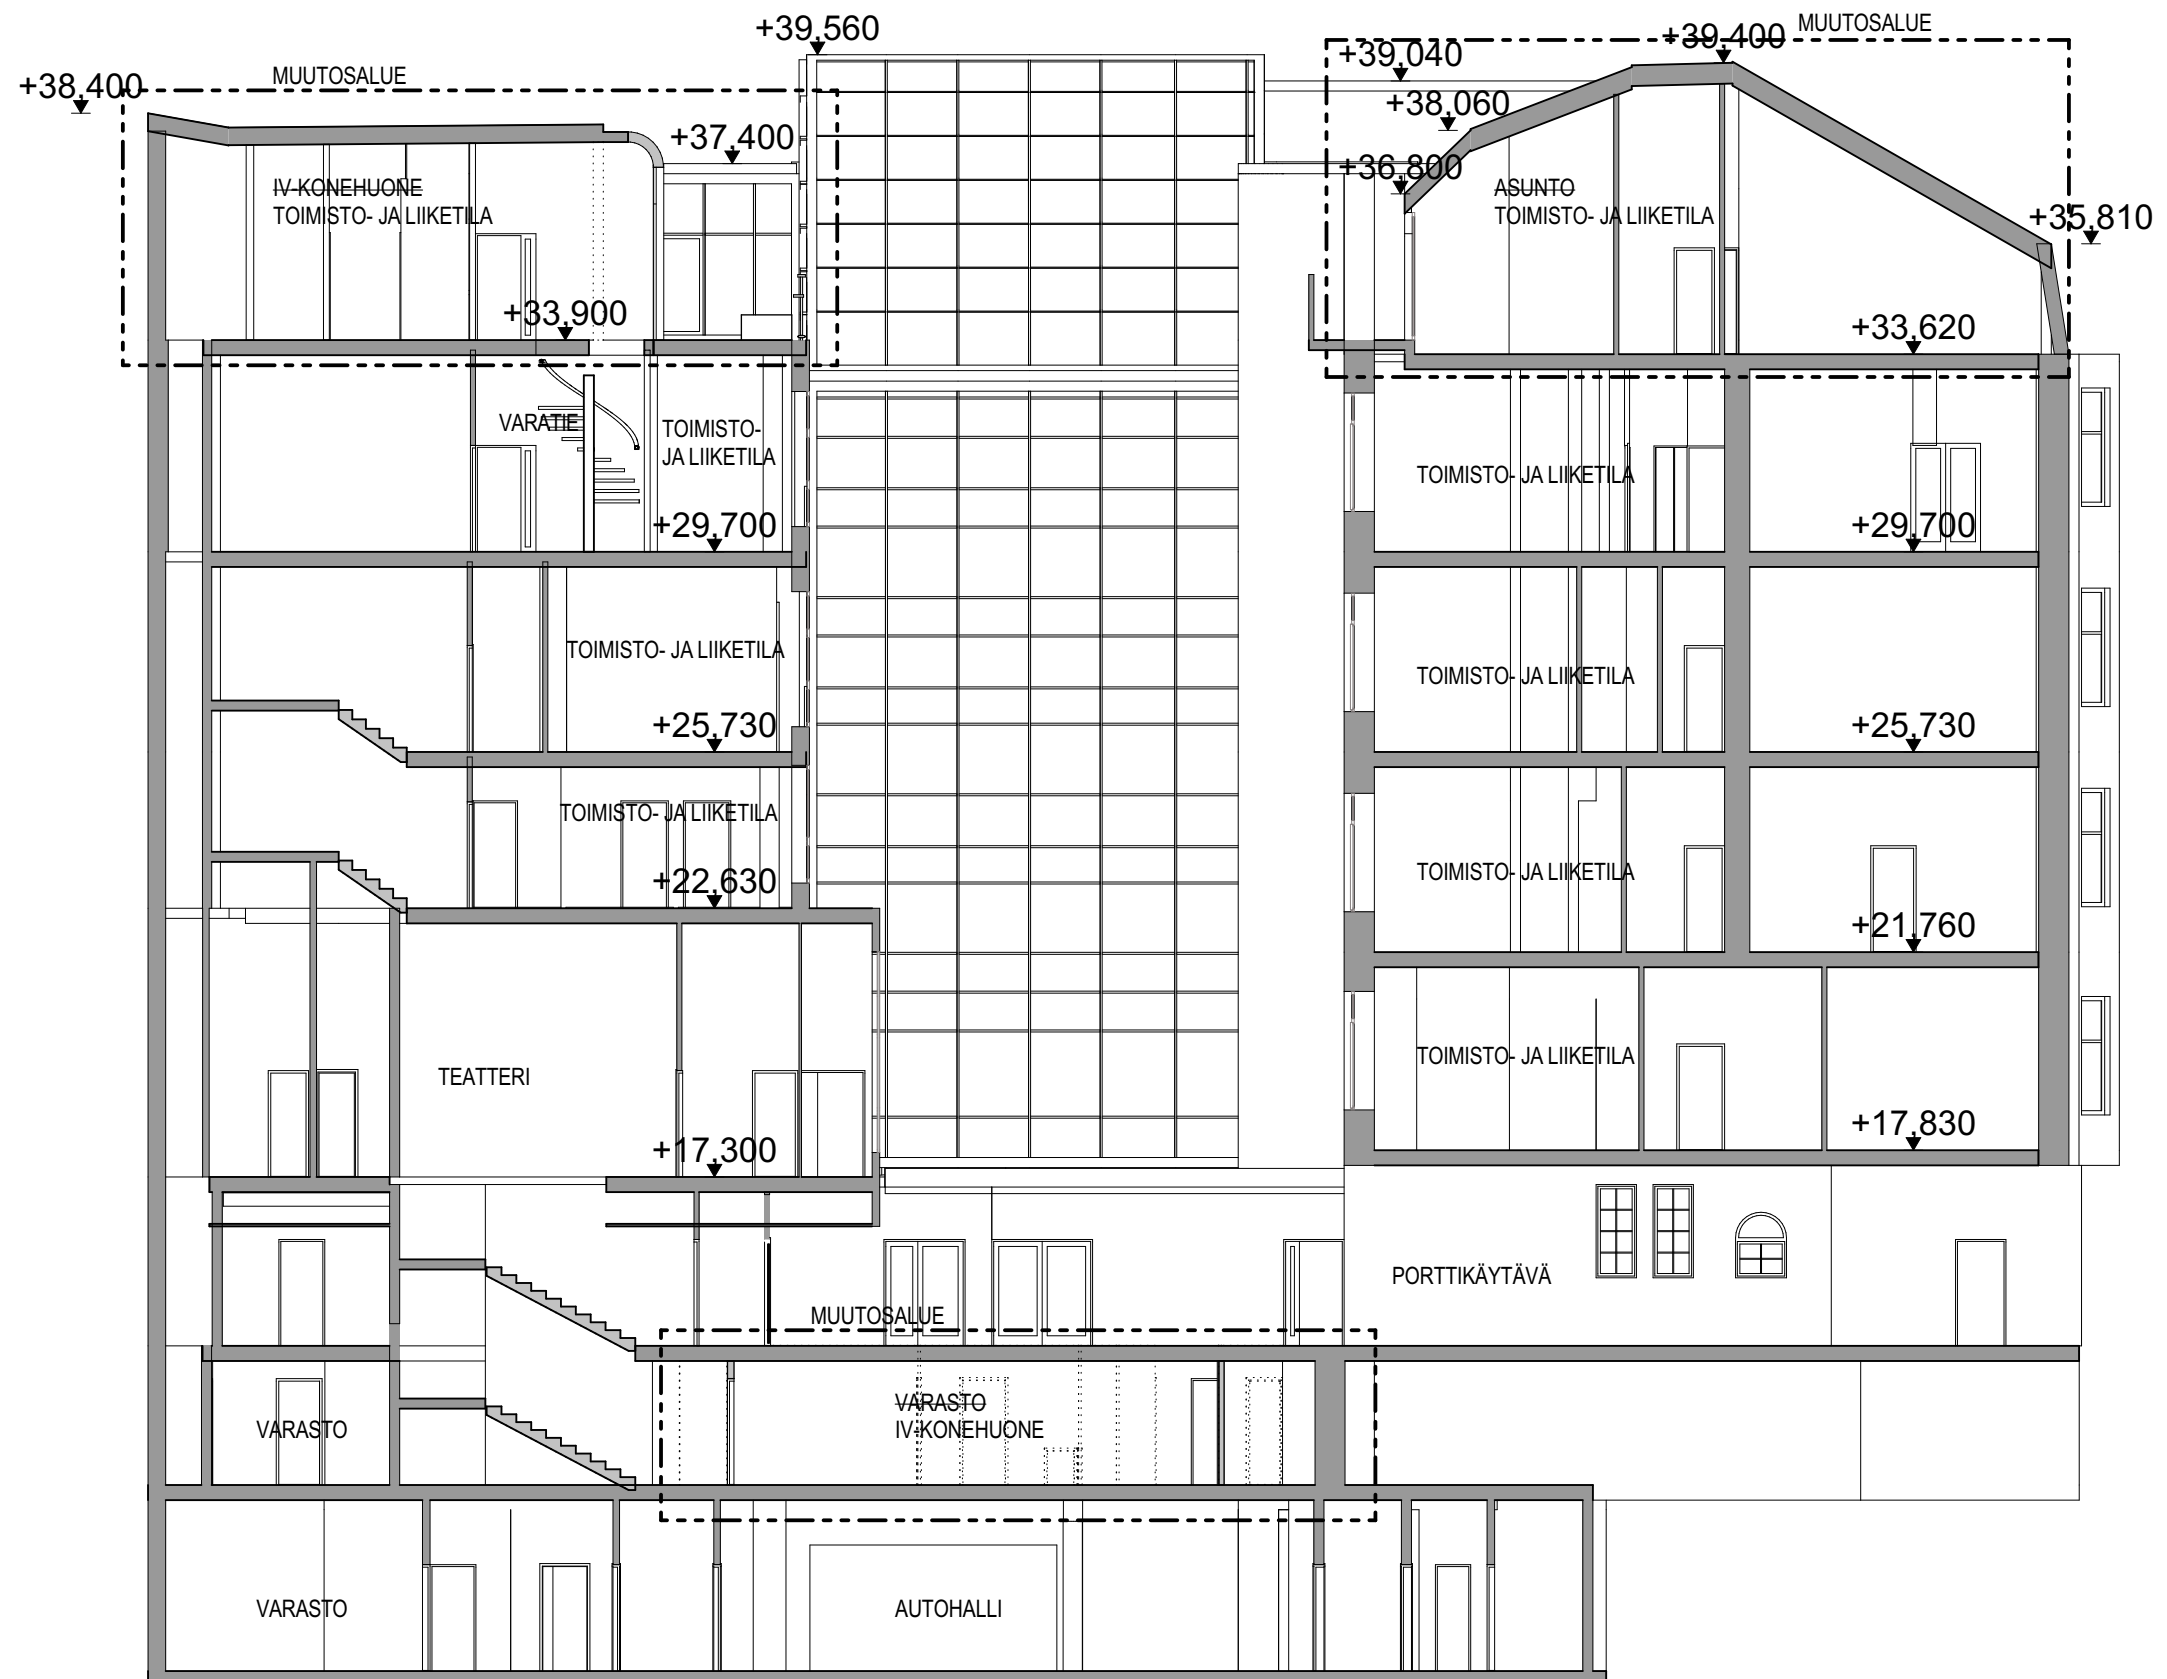 +39,560
MUUTOSALUE
+39,400
+39,040
MUUTOSALUE
+38,400
+38,060
+37,400
+36,800
IV-KONEHUONE
TOIMISTO- JA LIIKETILA
ASUNTO
TOIMISTO- JA LIIKETILA
+35,810
+33,900
+33,620
VARATIE
TOIMISTO-
JA LIIKETILA
TOIMISTO- JA LIIKETILA
+29,700
+29,700
TOIMISTO- JA LIIKETILA
TOIMISTO- JA LIIKETILA
+25,730
+25,730
TOIMISTO- JA LIIKETILA
TOIMISTO- JA LIIKETILA
+22,630
+21,760
TEATTERI
TOIMISTO- JA LIIKETILA
+17,300
+17,830
PORTTIKÄYTÄVÄ
MUUTOSALUE
VARASTO
VARASTO
IV-KONEHUONE
VARASTO
AUTOHALLI